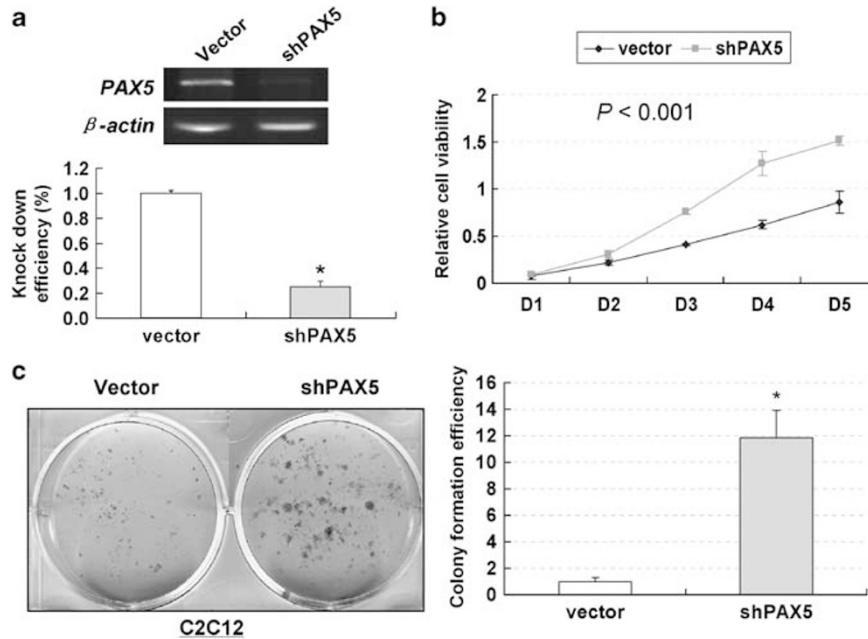 a
Vector
shPAX5
PAX5
β-actin
Knock down
efficiency (%)
1.2
1.0
0.8
0.6
0.4
0.2
0.0
*
vector
shPAX5
b
vector
shPAX5
P < 0.001
Relative cell viability
2
1.5
1
0.5
0
D1
D2
D3
D4
D5
c
Vector
shPAX5
C2C12
Colony formation efficiency
16
14
12
10
8
6
4
2
0
*
vector
shPAX5